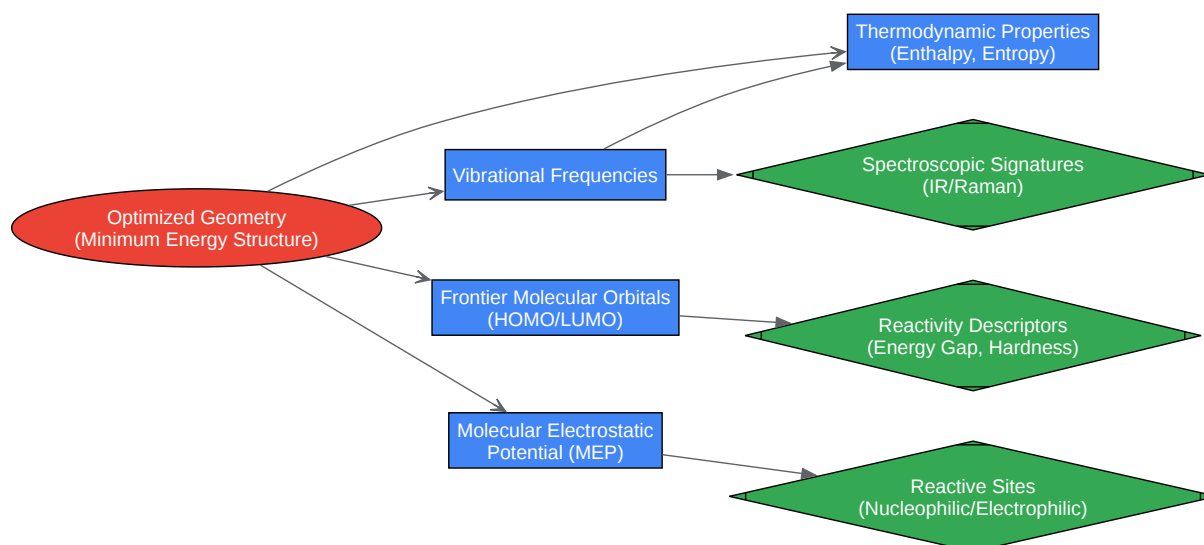 Thermodynamic Properties
(Enthalpy, Entropy)
Vibrational Frequencies
Spectroscopic Signatures
(IR/Raman)
Optimized Geometry
(Minimum Energy Structure)
Frontier Molecular Orbitals
(HOMO/LUMO)
Reactivity Descriptors
(Energy Gap, Hardness)
Molecular Electrostatic
Potential (MEP)
Reactive Sites
(Nucleophilic/Electrophilic)